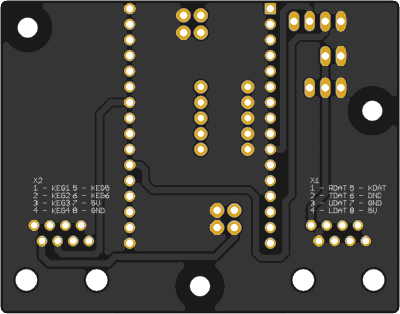 X2
1 - KEG1 5 - KEG5
2 - KEG2 6 - KEG6
3 - KEG3 7 - 5V
4 - KEG4 8 - GND
X1
1 - RDAT 5 - KDAT
2 - TDAT 6 - GND
3 - UDAT 7 - GND
4 - LDAT 8 - 5V